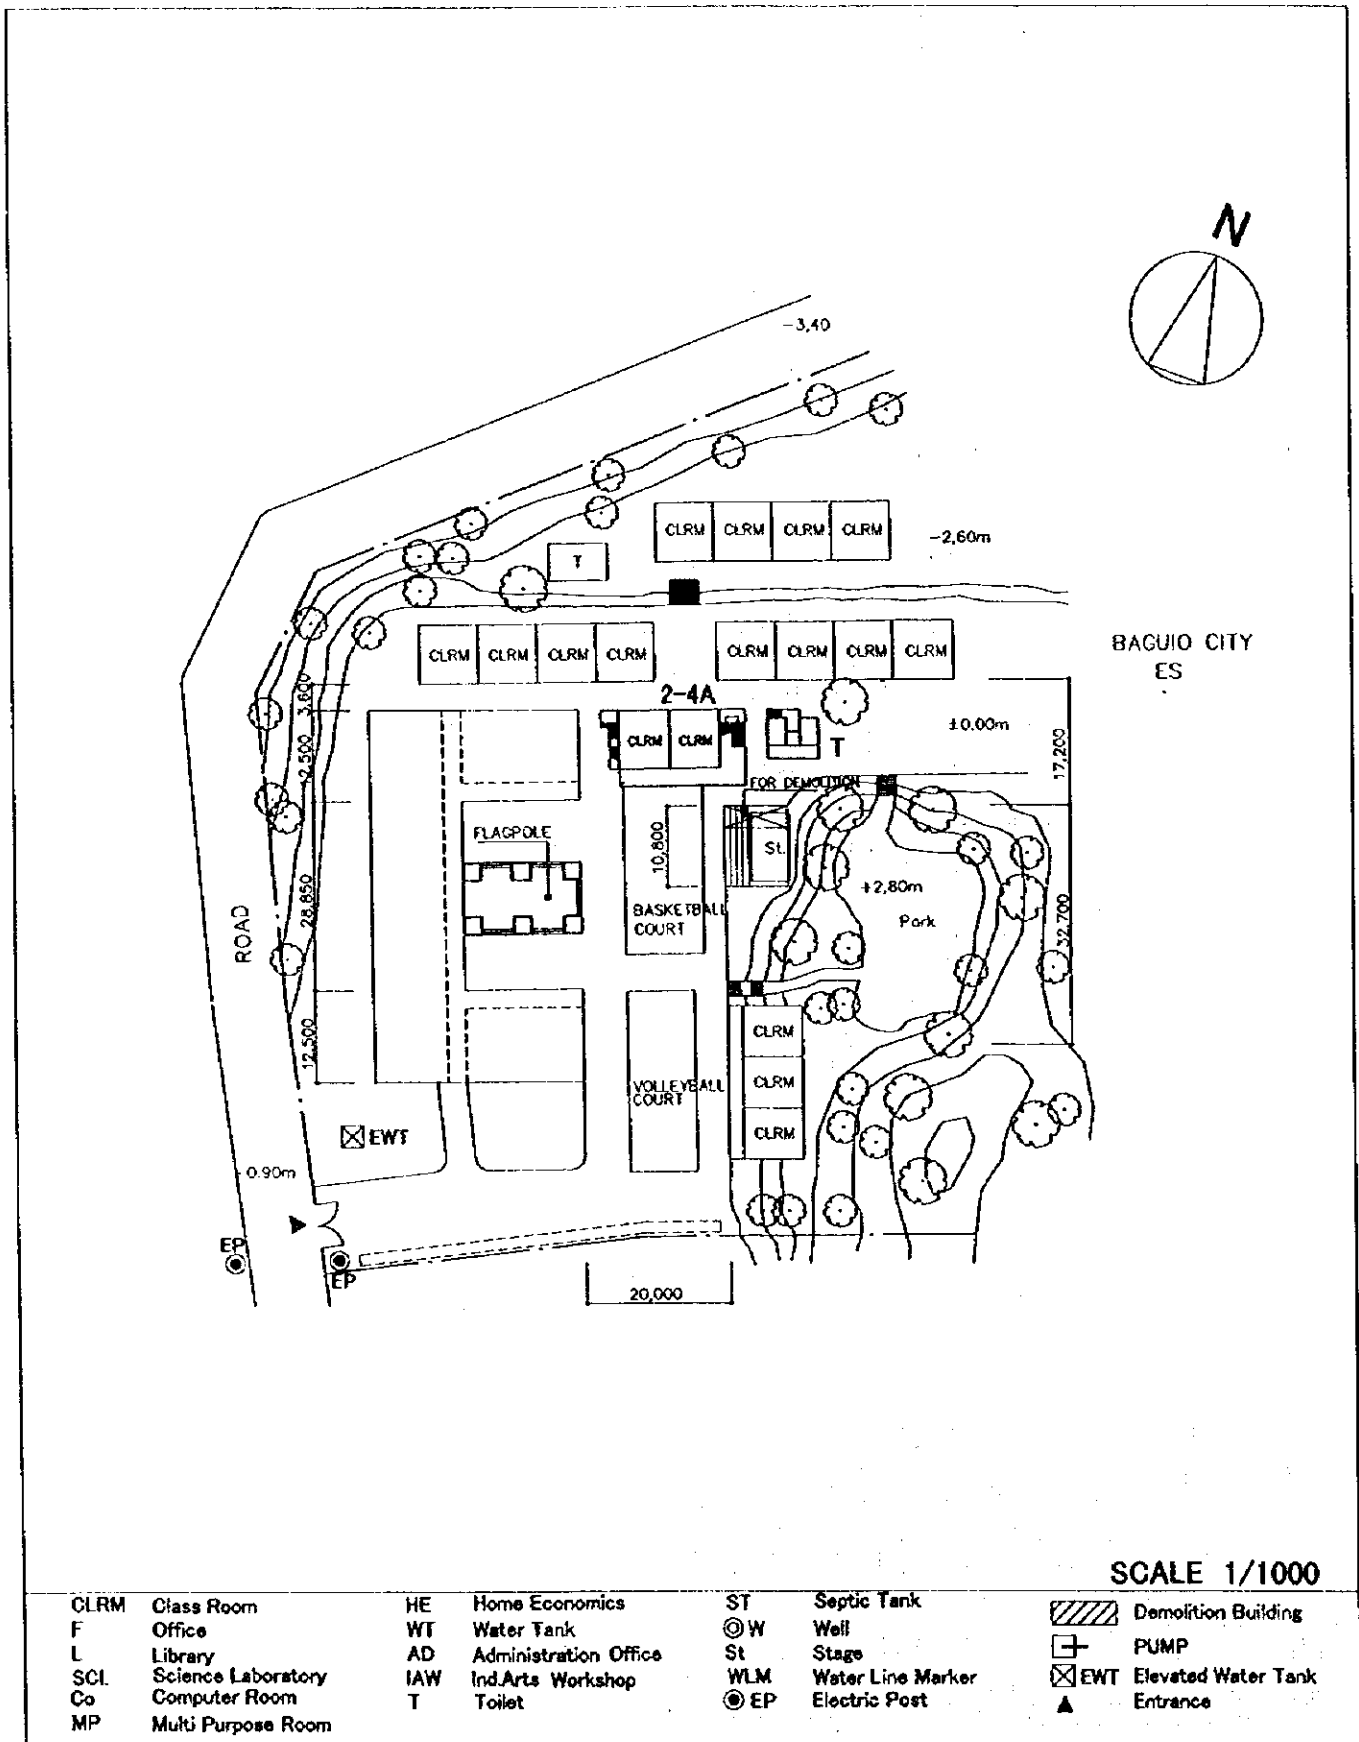 N
-3,40
CLRM CLRM CLRM CLRM
-2,60m
T
CLRM CLRM CLRM CLRM
CLRM CLRM CLRM CLRM
BAGUIO CITY
ES
3,600
2-4A
CLRM CLRM
T
±0.00m
17,200
12,500
FOR DEMOLITION
FLAGPOLE
10,800
St.
+2,80m
Park
28,850
BASKETBALL
COURT
32,700
ROAD
12,500
CLRM
CLRM
CLRM
VOLLEYBALL
COURT
EWT
-0.90m
EP
EP
20,000
SCALE 1/1000
CLRM Class Room
F Office
L Library
SCL Science Laboratory
Co Computer Room
MP Multi Purpose Room
HE Home Economics
WT Water Tank
AD Administration Office
IAW Ind.Arts Workshop
T Toilet
ST Septic Tank
W Well
St Stage
WLM Water Line Marker
EP Electric Post
Demolition Building
PUMP
EWT Elevated Water Tank
Entrance